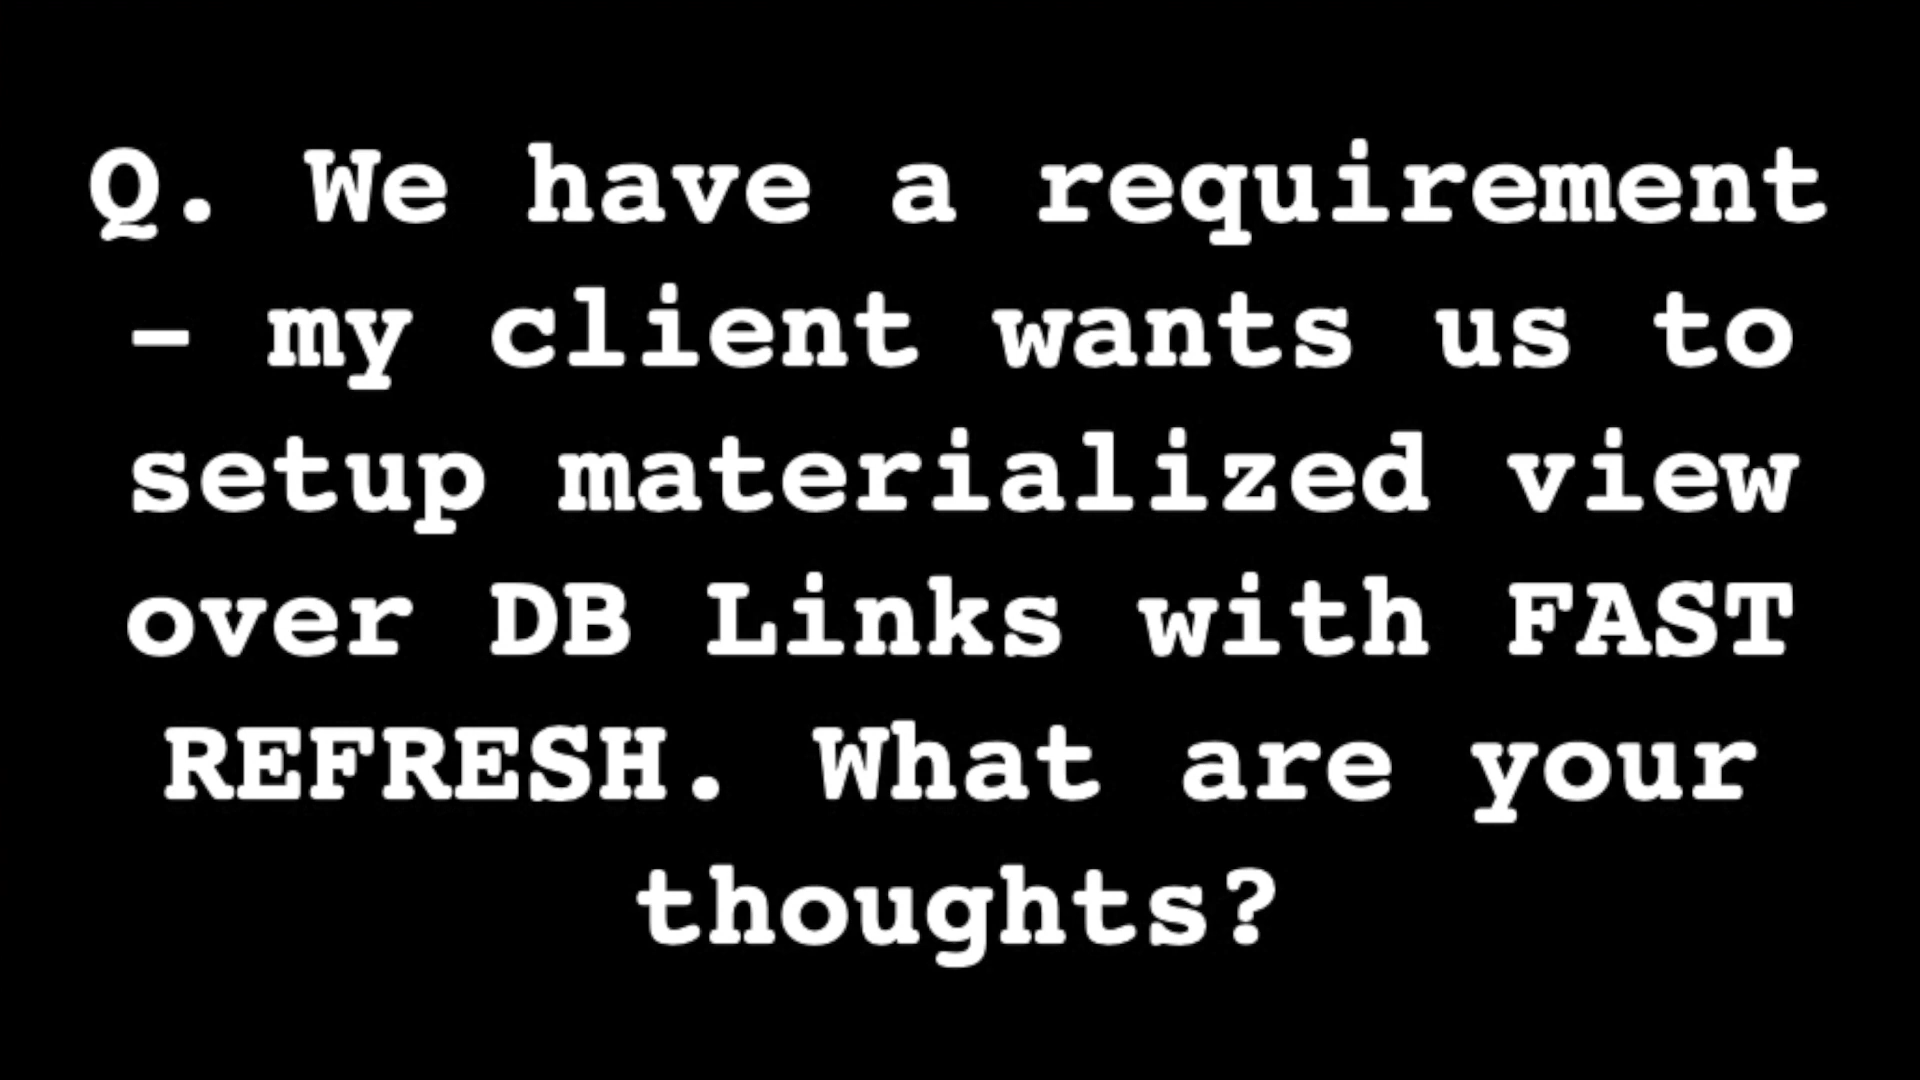 Q. We have a requirement
- my client wants us to
setup materialized view
over DB Links with FAST
REFRESH. What are your
thoughts?